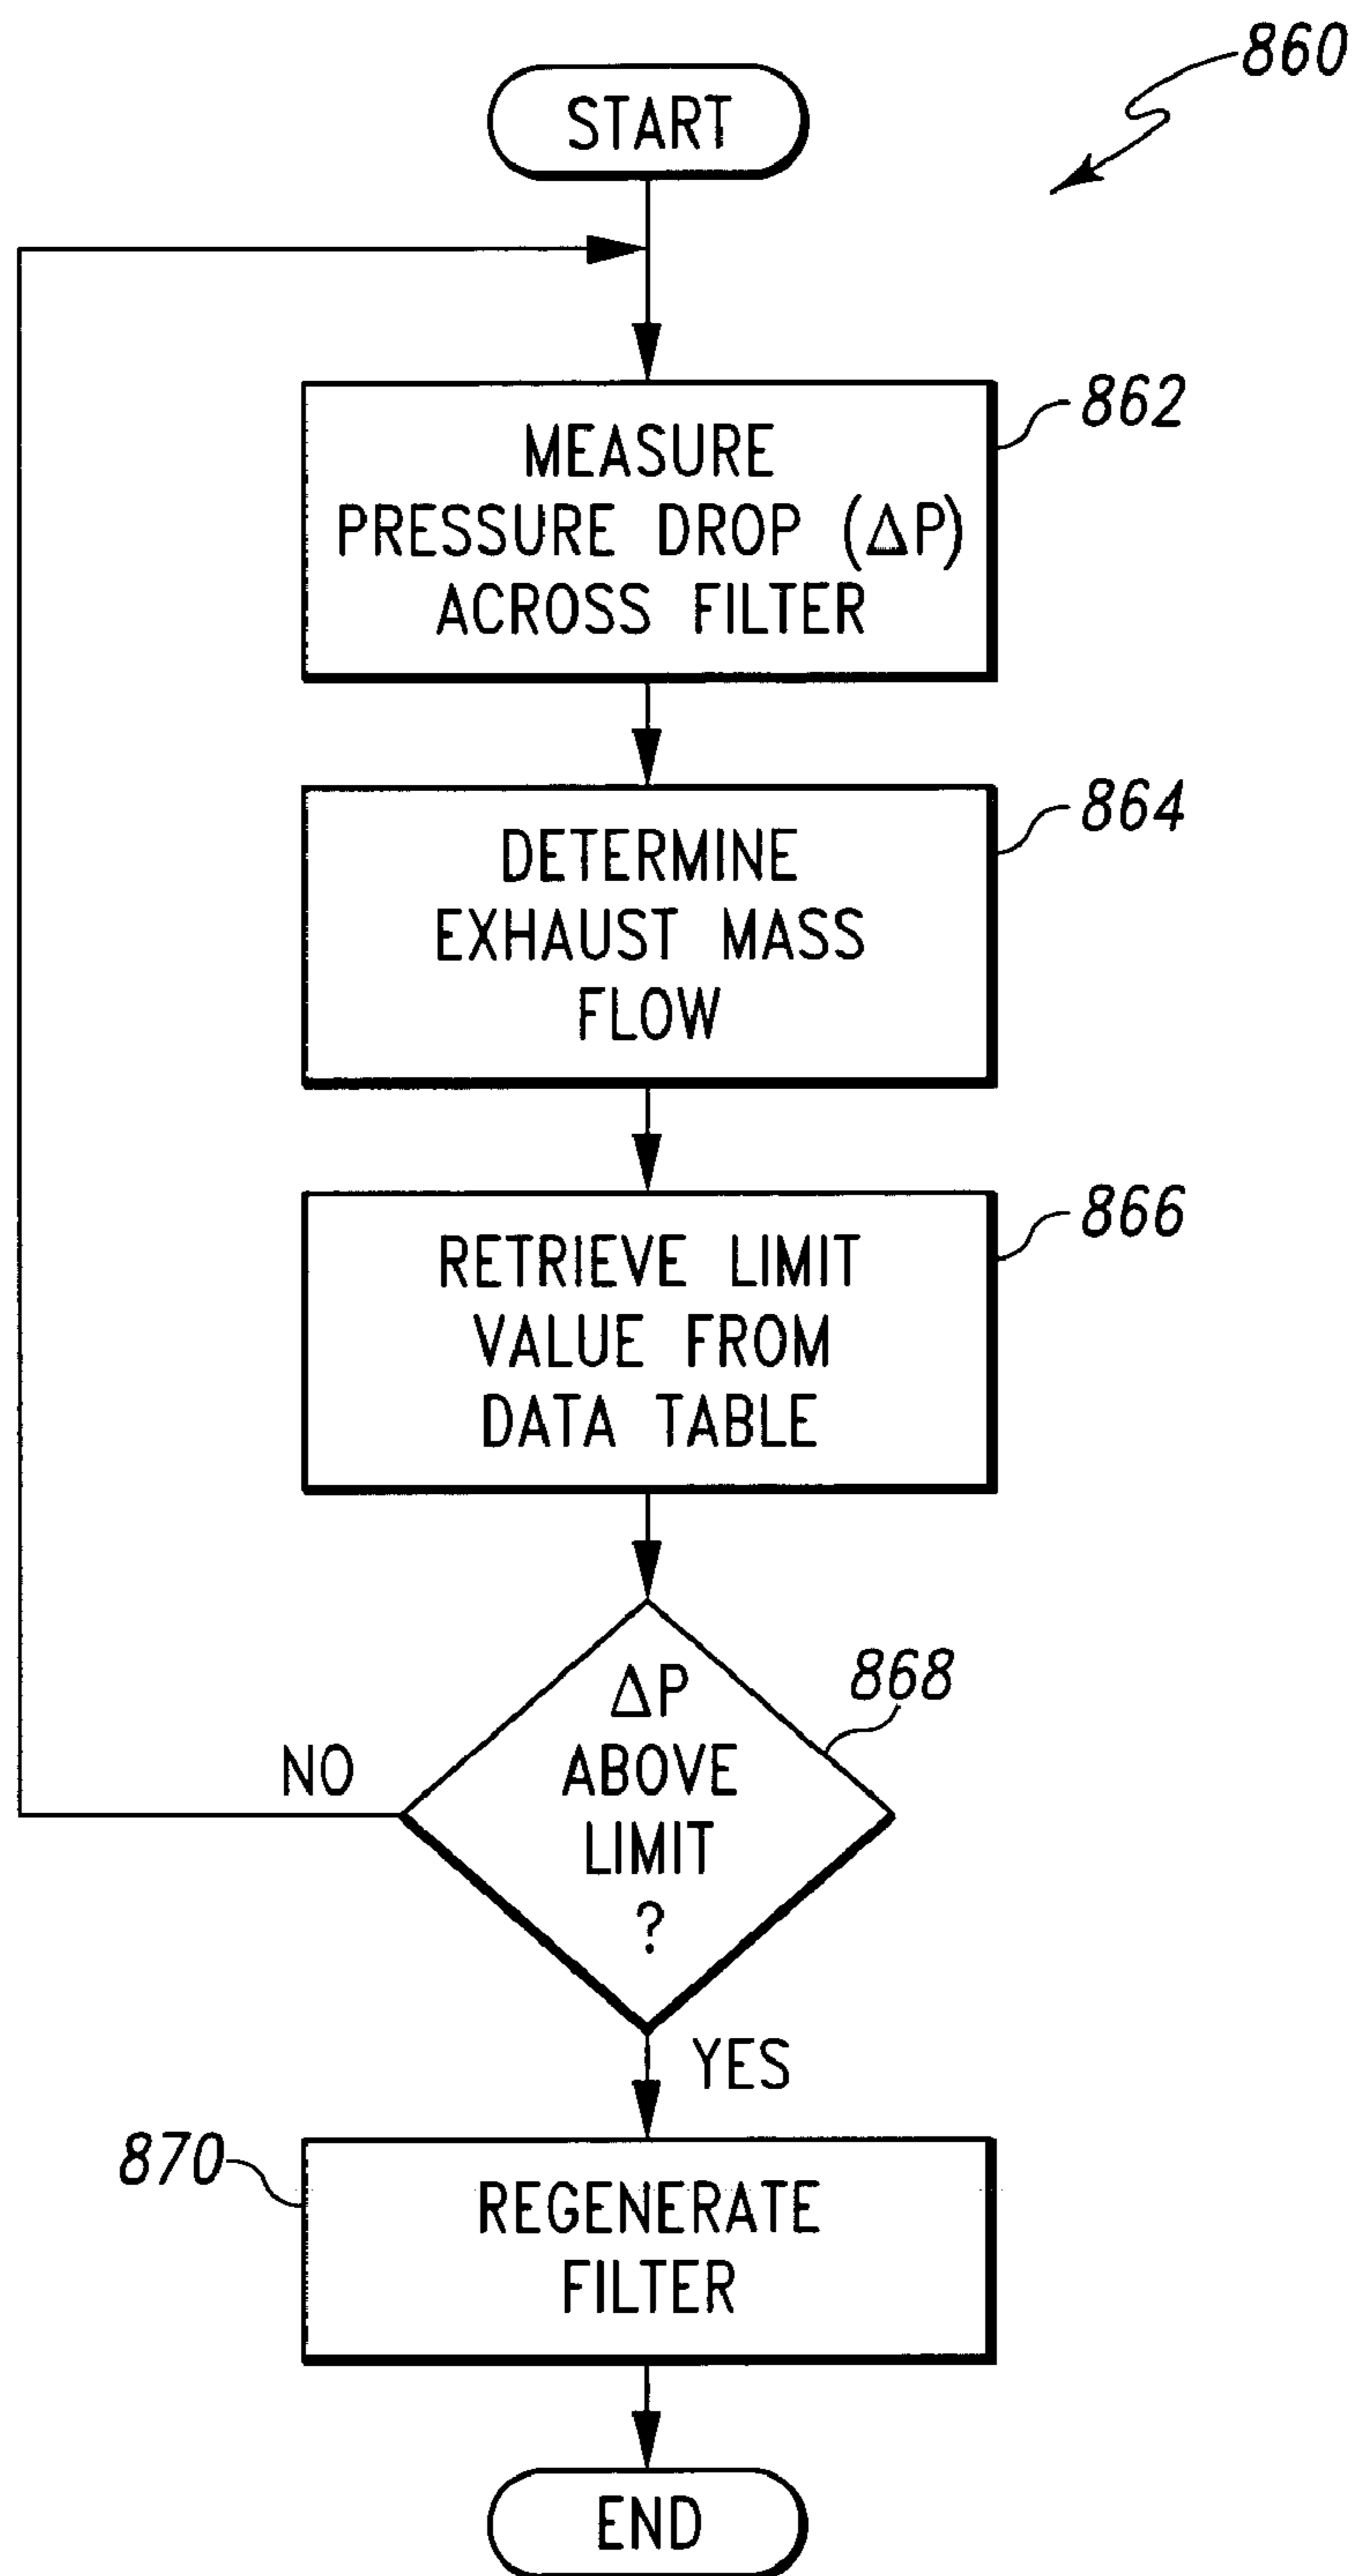 860
START
862
MEASURE
PRESSURE DROP (ΔP)
ACROSS FILTER
864
DETERMINE
EXHAUST MASS
FLOW
866
RETRIEVE LIMIT
VALUE FROM
DATA TABLE
868
ΔP
ABOVE
LIMIT
?
NO
YES
870
REGENERATE
FILTER
END